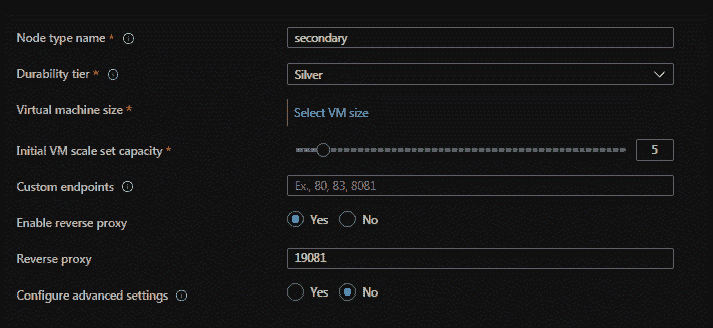 Node type name * secondary
Durability tier * Silver
Virtual machine size * Select VM size
Initial VM scale set capacity * 5
Custom endpoints Ex., 80, 83, 8081
Enable reverse proxy Yes No
Reverse proxy 19081
Configure advanced settings Yes No